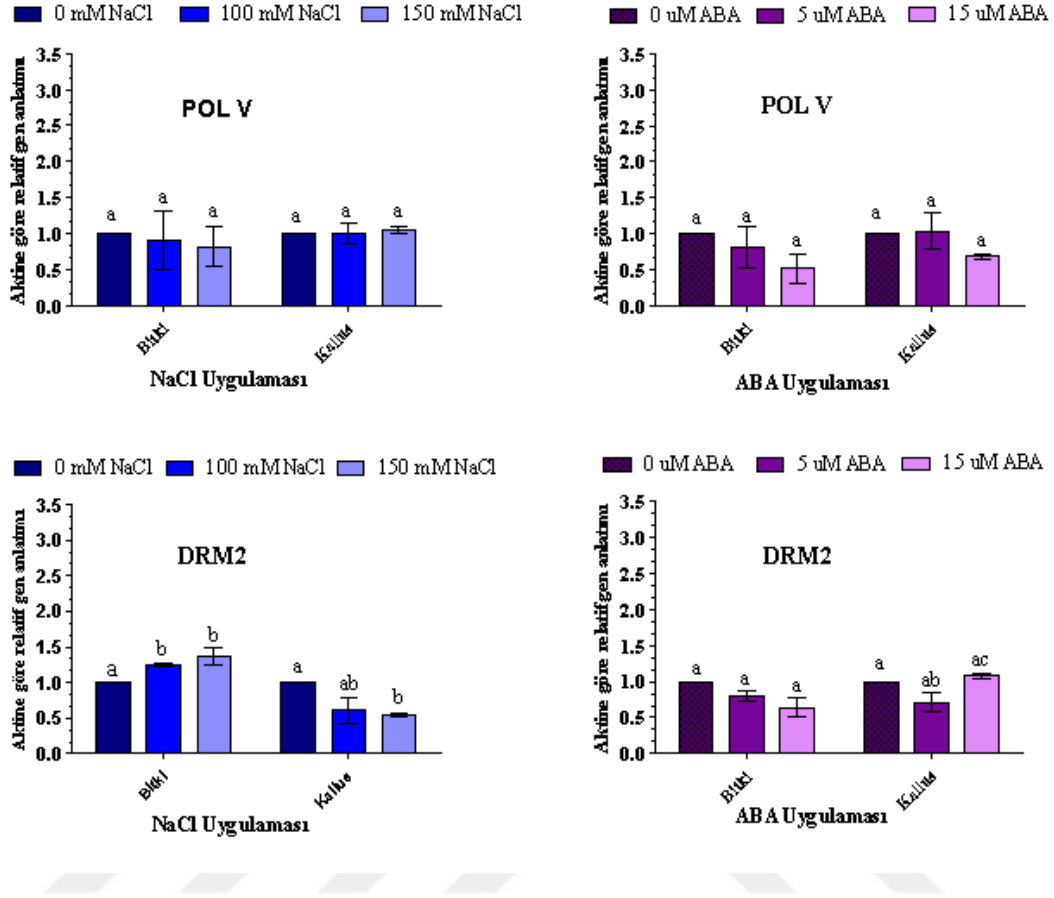 0 mM NaCl 100 mM NaCl 150 mM NaCl
POL V
Aktine göre relatif gen anlatımı
3.5
3.0
2.5
2.0
1.5
1.0
0.5
0.0
a a a a a a
Bitki Kallus
NaCl Uygulaması
0 uM ABA 5 uM ABA 15 uM ABA
POL V
Aktine göre relatif gen anlatımı
3.5
3.0
2.5
2.0
1.5
1.0
0.5
0.0
a a a a a a
Bitki Kallus
ABA Uygulaması
0 mM NaCl 100 mM NaCl 150 mM NaCl
DRM2
Aktine göre relatif gen anlatımı
3.5
3.0
2.5
2.0
1.5
1.0
0.5
0.0
a b b a ab b
Bitki Kallus
NaCl Uygulaması
0 uM ABA 5 uM ABA 15 uM ABA
DRM2
Aktine göre relatif gen anlatımı
3.5
3.0
2.5
2.0
1.5
1.0
0.5
0.0
a a a a ab ac
Bitki Kallus
ABA Uygulaması